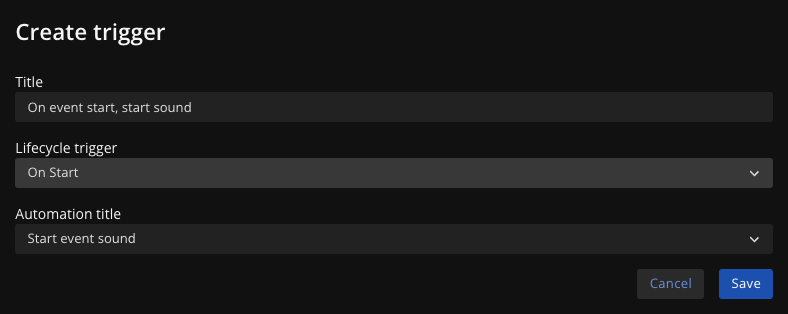 Create trigger
Title
On event start, start sound
Lifecycle trigger
On Start
Automation title
Start event sound
Cancel
Save